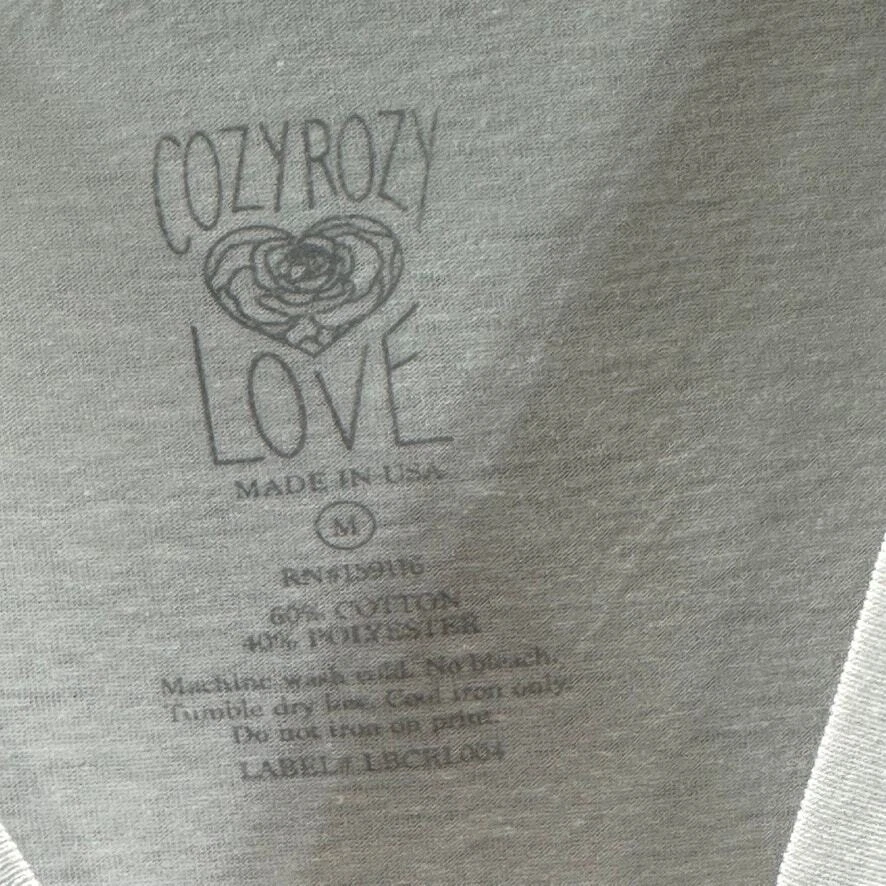 COZYROZY
LOVE
MADE IN USA
M
RN#159116
60% COTTON
40% POLYESTER
Machine wash cold. No bleach.
Tumble dry low. Cool iron only.
Do not iron on print.
LABEL# LBCRL004